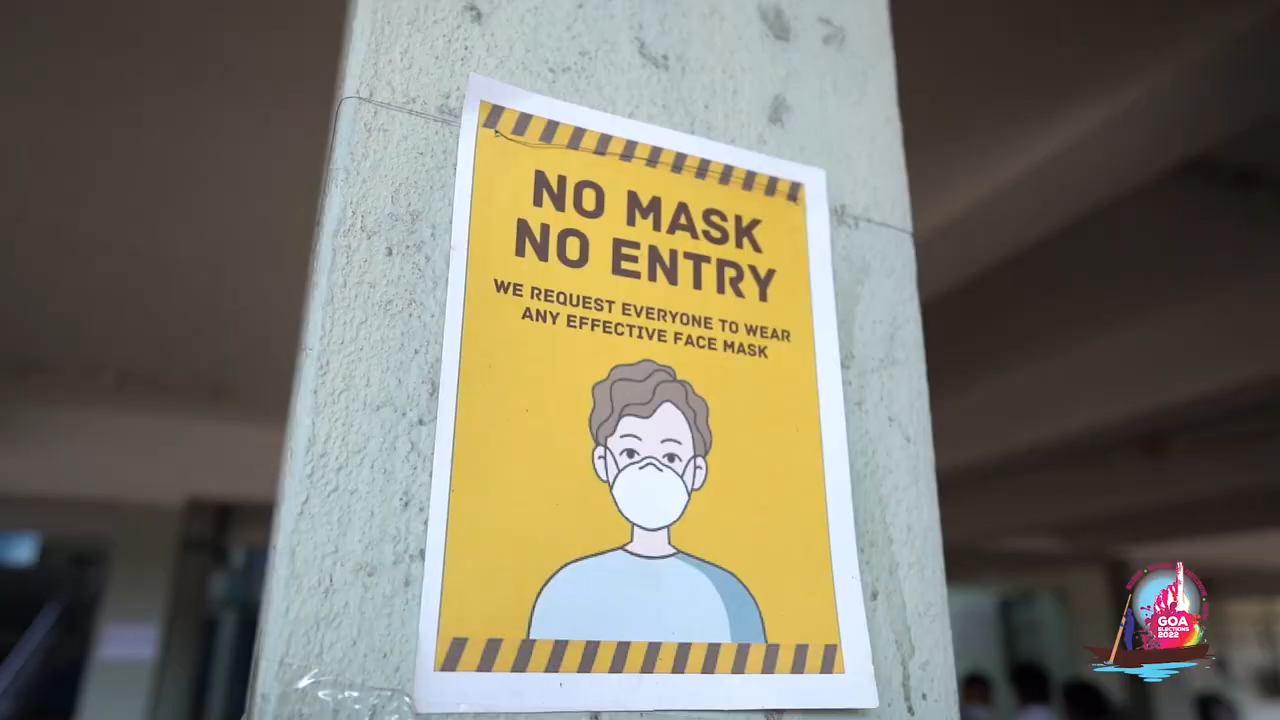 NO MASK
NO ENTRY
WE REQUEST EVERYONE TO WEAR
ANY EFFECTIVE FACE MASK
GOA
ELECTIONS
2022